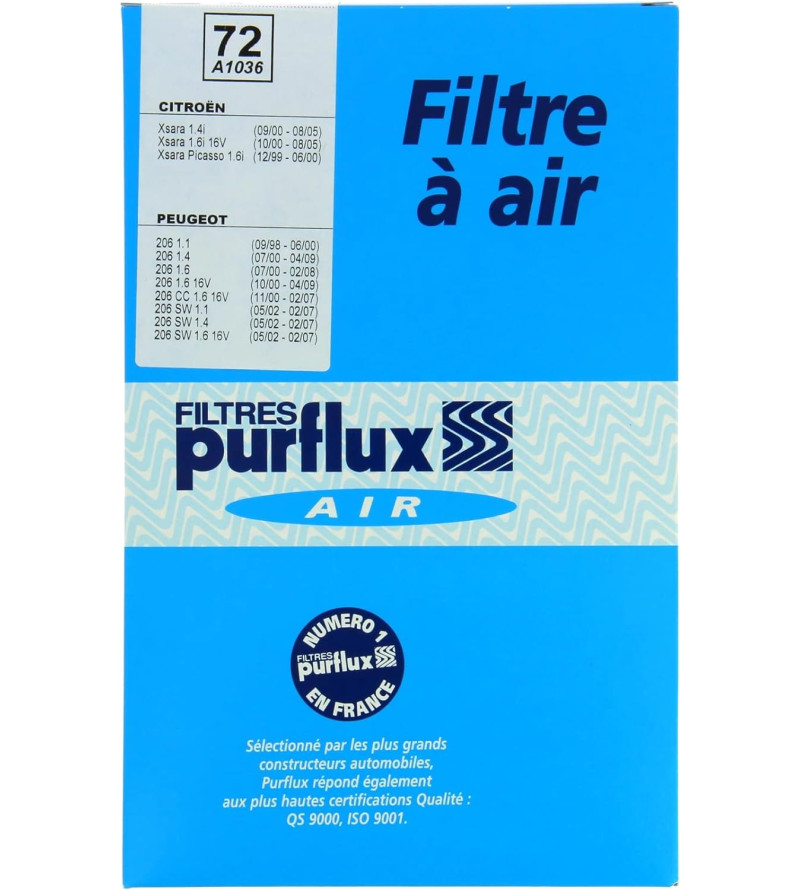 72
A1036
CITROËN
Xsara 1.4i (09/00 - 08/05)
Xsara 1.6i 16V (10/00 - 08/05)
Xsara Picasso 1.6i (12/99 - 06/00)
PEUGEOT
206 1.1 (09/98 - 06/00)
206 1.4 (07/00 - 04/09)
206 1.6 (07/00 - 02/08)
206 1.6 16V (10/00 - 04/09)
206 CC 1.6 16V (11/00 - 02/07)
206 SW 1.1 (05/02 - 02/07)
206 SW 1.4 (05/02 - 02/07)
206 SW 1.6 16V (05/02 - 02/07)
Filtre
à air
FILTRES
purflux
AIR
NUMERO 1
FILTRES
purflux
EN FRANCE
Sélectionné par les plus grands
constructeurs automobiles,
Purflux répond également
aux plus hautes certifications Qualité :
QS 9000, ISO 9001.